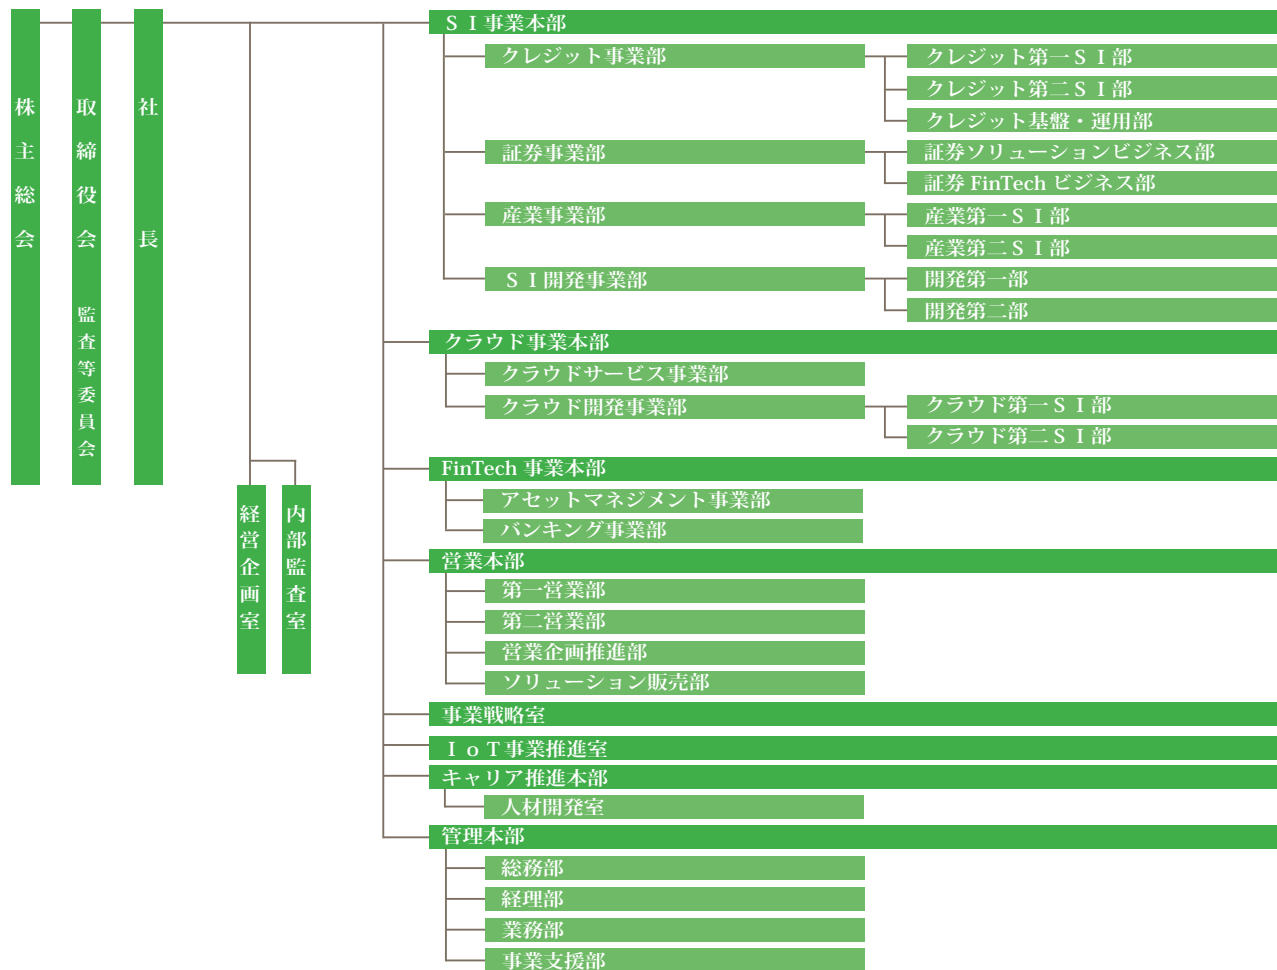 株主総会
取締役会
監査等委員会
社長
経営企画室
内部監査室
ＳＩ事業本部
クレジット事業部
クレジット第一ＳＩ部
クレジット第二ＳＩ部
クレジット基盤・運用部
証券事業部
証券ソリューションビジネス部
証券 FinTech ビジネス部
産業事業部
産業第一ＳＩ部
産業第二ＳＩ部
ＳＩ開発事業部
開発第一部
開発第二部
クラウド事業本部
クラウドサービス事業部
クラウド開発事業部
クラウド第一ＳＩ部
クラウド第二ＳＩ部
FinTech 事業本部
アセットマネジメント事業部
バンキング事業部
営業本部
第一営業部
第二営業部
営業企画推進部
ソリューション販売部
事業戦略室
ＩｏＴ事業推進室
キャリア推進本部
人材開発室
管理本部
総務部
経理部
業務部
事業支援部